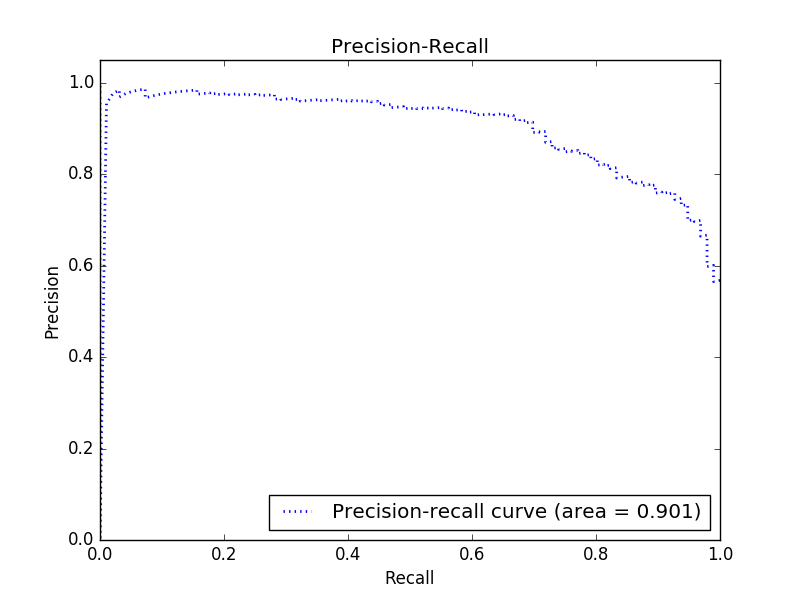 Precision-Recall
1.0
0.8
0.6
0.4
0.2
0.0
Precision
Precision-recall curve (area = 0.901)
0.0 0.2 0.4 0.6 0.8 1.0
Recall